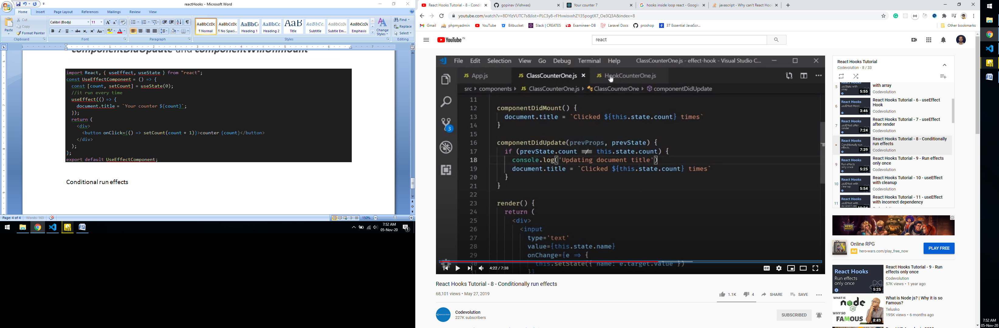 reactHooks - Microsoft Word
Home Insert Page Layout References Mailings Review View
Paste
Cut
Copy
Format Painter
Clipboard
Calibri (Body) 11
Font
Paragraph
AaBbCcDc AaBbCcDc AaBbC AaBbCc AaB AaBbCc. AaBbCcDc AaBbCcDc
¶ Normal ¶ No Spaci... Heading 1 Heading 2 Title Subtitle Subtle Em... Emphasis
Change Styles
Styles
Find
Replace
Select
Editing
componentDidUpdate and componentWillUnmount
import React, { useEffect, useState } from "react";
const UseEffectComponent = () => {
const [count, setCount] = useState(0);
//it run every time
useEffect(() => {
document.title = `Your counter ${count}`;
});
return (
<div>
<button onClick={() => setCount(count + 1)}>counter {count}</button>
</div>
);
};
export default UseEffectComponent;
Conditional run effects
Page: 4 of 4 Words: 163 150%
7:52 AM
05-Nov-20
React Hooks Tutorial - 8 - Condit
gopinav (Vishwas)
Your counter 7
hooks inside loop react - Google
javascript - Why can't React Hoo
youtube.com/watch?v=8DYlzVUTC7s&list=PLC3y8-rFHvwisvxhZ135pogtX7_Oe3Q3A&index=8
Gmail phpmyadmin YouTube Bitbucket Slack | CREATES Examineer-DB Laravel Docs proshop 37 Essential JavaScr... Other bookmarks
YouTube IN
react
File Edit Selection View Go Debug Terminal Help ClassCounterOne.js - effect-hook - Visual Studio C...
JS App.js JS ClassCounterOne.js JS HookCounterOne.js
src components JS ClassCounterOne.js ClassCounterOne componentDidUpdate
11
12 componentDidMount() {
13 document.title = `Clicked ${this.state.count} times`
14 }
15
16 componentDidUpdate(prevProps, prevState) {
17 if (prevState.count !== this.state.count) {
18 console.log('Updating document title')
19 document.title = `Clicked ${this.state.count} times`
20 }
21 }
22
23 render() {
24 return (
25 <div>
26 <input
27 type='text'
28 value={this.state.name}
29 onChange={e => {
30 this.setState({ name: e.target.value })
31 }}
3
4:22 / 7:38
CC
React Hooks Tutorial - 8 - Conditionally run effects
68,101 views • May 27, 2019
1.1K 4 SHARE SAVE
Codevolution
227K subscribers
SUBSCRIBED
React Hooks Tutorial
Codevolution - 8 / 33
5 with array
Codevolution
5:55
6 React Hooks Tutorial - 6 - useEffect Hook
Codevolution
3:46
7 React Hooks Tutorial - 7 - useEffect after render
Codevolution
7:24
React Hooks Tutorial - 8 - Conditionally run effects
Codevolution
7:39
9 React Hooks Tutorial - 9 - Run effects only once
Codevolution
5:25
10 React Hooks Tutorial - 10 - useEffect with cleanup
Codevolution
5:54
11 React Hooks Tutorial - 11 - useEffect with incorrect dependency
HERO WARS
Online RPG
Ad hero-wars.com/play_free_now
PLAY FREE
React Hooks
Run effects only once
5:25
React Hooks Tutorial - 9 - Run effects only once
Codevolution
57K views • 1 year ago
WHAT IS node JS
WHY SO FAMOUS
8:49
What is Node js? | Why it is so Famous?
Telusko
195K views • 6 months ago
7:52 AM
05-Nov-20